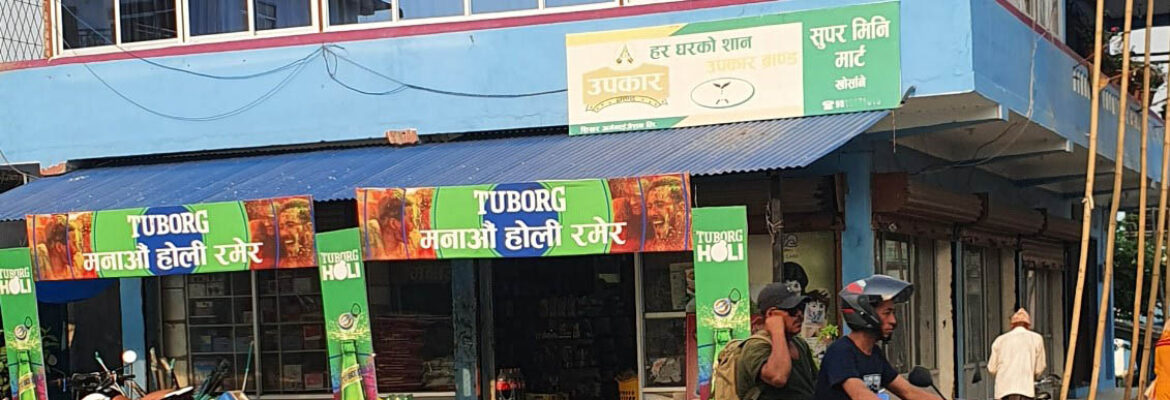 हर घरको शान
उपकार ब्राण्ड
उपकार
सुपर मिनि
मार्ट
खोर्साने
TUBORG
मनाऔं होली रमेर
TUBORG
मनाऔं होली रमेर
TUBORG
HOLI
TUBORG
HOLI
TUBORG
HOLI